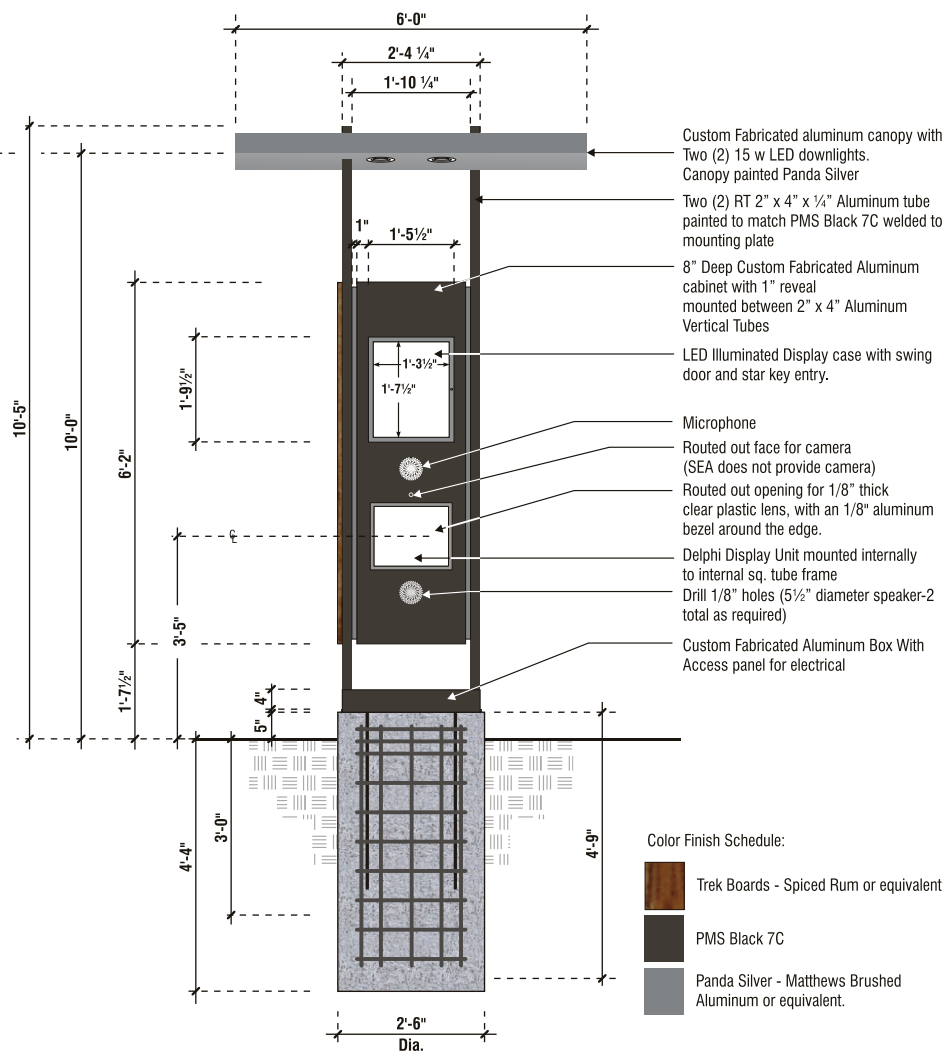 6'-0"
2'-4 ¼"
1'-10 ¼"
Custom Fabricated aluminum canopy with
Two (2) 15 w LED downlights.
Canopy painted Panda Silver
Two (2) RT 2” x 4” x ¼” Aluminum tube
painted to match PMS Black 7C welded to
mounting plate
1"
1'-5½"
8” Deep Custom Fabricated Aluminum
cabinet with 1” reveal
mounted between 2” x 4” Aluminum
Vertical Tubes
LED Illuminated Display case with swing
door and star key entry.
1'-3½"
1'-7½"
1'-9½"
10'-5"
10'-0"
6'-2"
Microphone
Routed out face for camera
(SEA does not provide camera)
Routed out opening for 1/8” thick
clear plastic lens, with an 1/8" aluminum
bezel around the edge.
CL
Delphi Display Unit mounted internally
to internal sq. tube frame
Drill 1/8” holes (5½” diameter speaker-2
total as required)
3'-5"
Custom Fabricated Aluminum Box With
Access panel for electrical
1'-7½"
4"
5"
3'-0"
4'-4"
4'-9"
2'-6"
Dia.
Color Finish Schedule:
Trek Boards - Spiced Rum or equivalent
PMS Black 7C
Panda Silver - Matthews Brushed
Aluminum or equivalent.